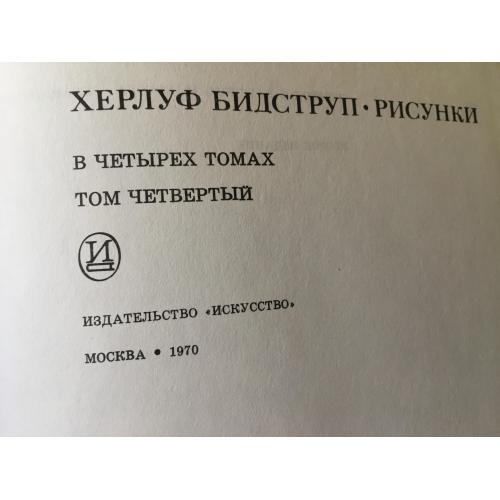 ХЕРЛУФ БИДСТРУП • РИСУНКИ
В ЧЕТЫРЕХ ТОМАХ
ТОМ ЧЕТВЕРТЫЙ
И
ИЗДАТЕЛЬСТВО «ИСКУССТВО»
МОСКВА • 1970